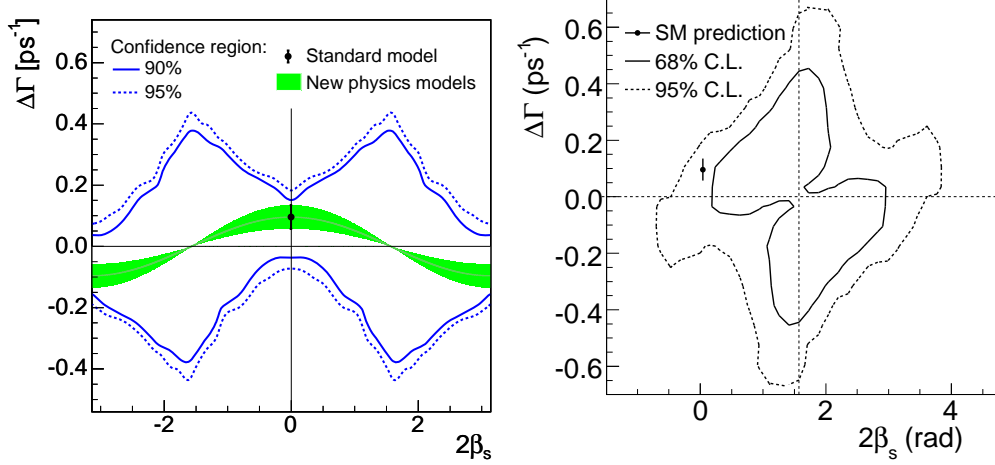 ΔΓ [ps-1]
Confidence region:
90%
95%
Standard model
New physics models
0.6
0.4
0.2
0.0
-0.2
-0.4
-2
0
2
2βs
ΔΓ (ps-1)
SM prediction
68% C.L.
95% C.L.
0.6
0.4
0.2
0.0
-0.2
-0.4
-0.6
0
2
4
2βs (rad)